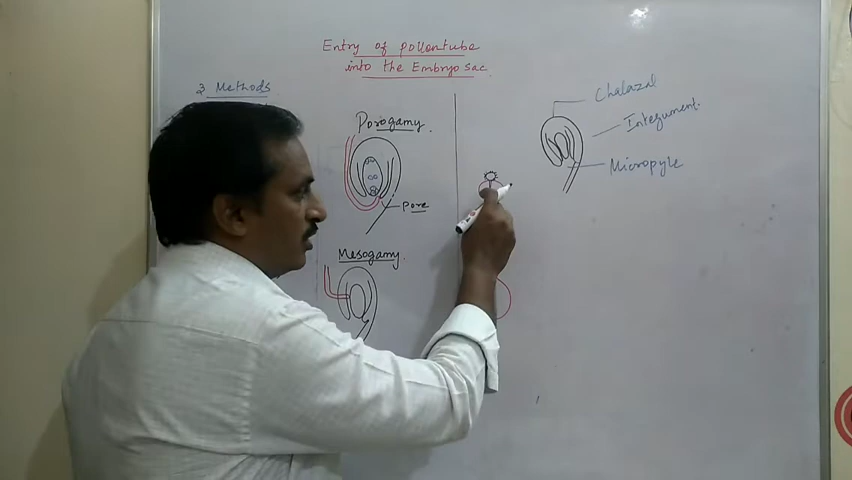 Entry of pollentube
into the Embryo sac
3 Methods
Porogamy.
pore
Mesogamy.
Chalazal
Integument.
Micropyle